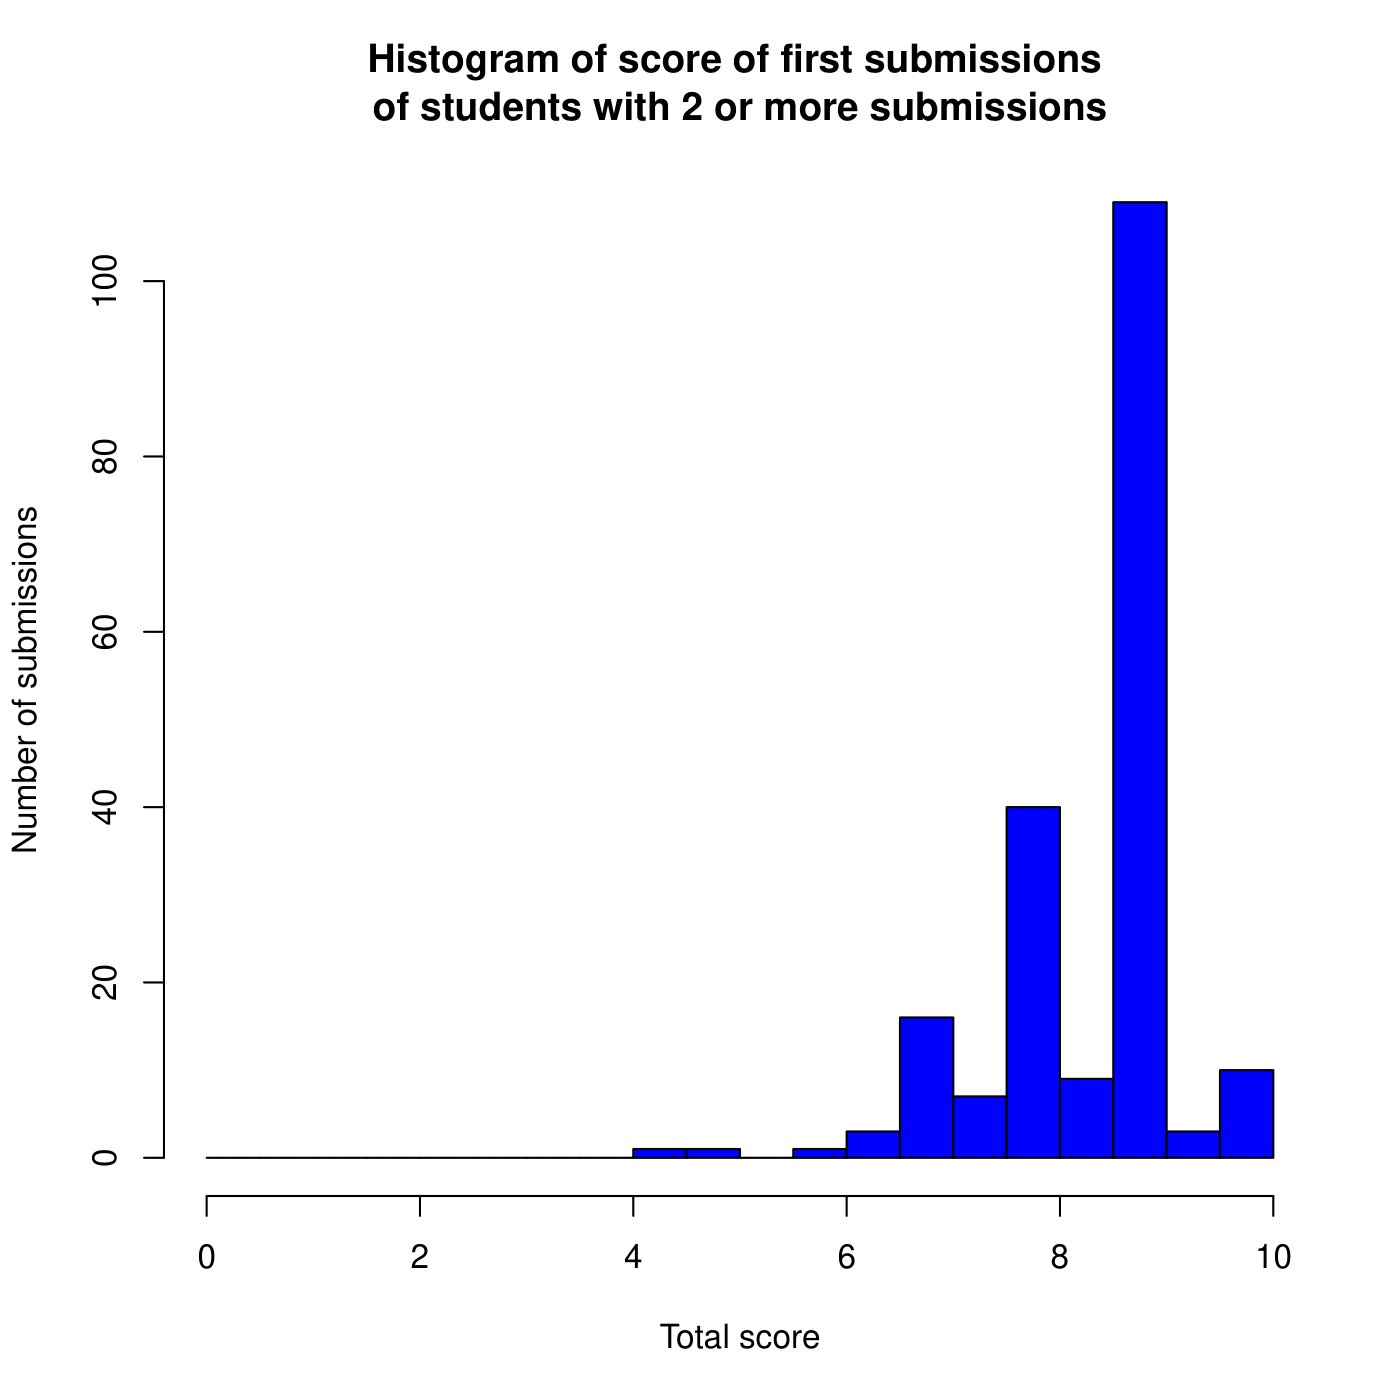 Histogram of score of first submissions
of students with 2 or more submissions
Number of submissions
100
80
60
40
20
0
0 2 4 6 8 10
Total score